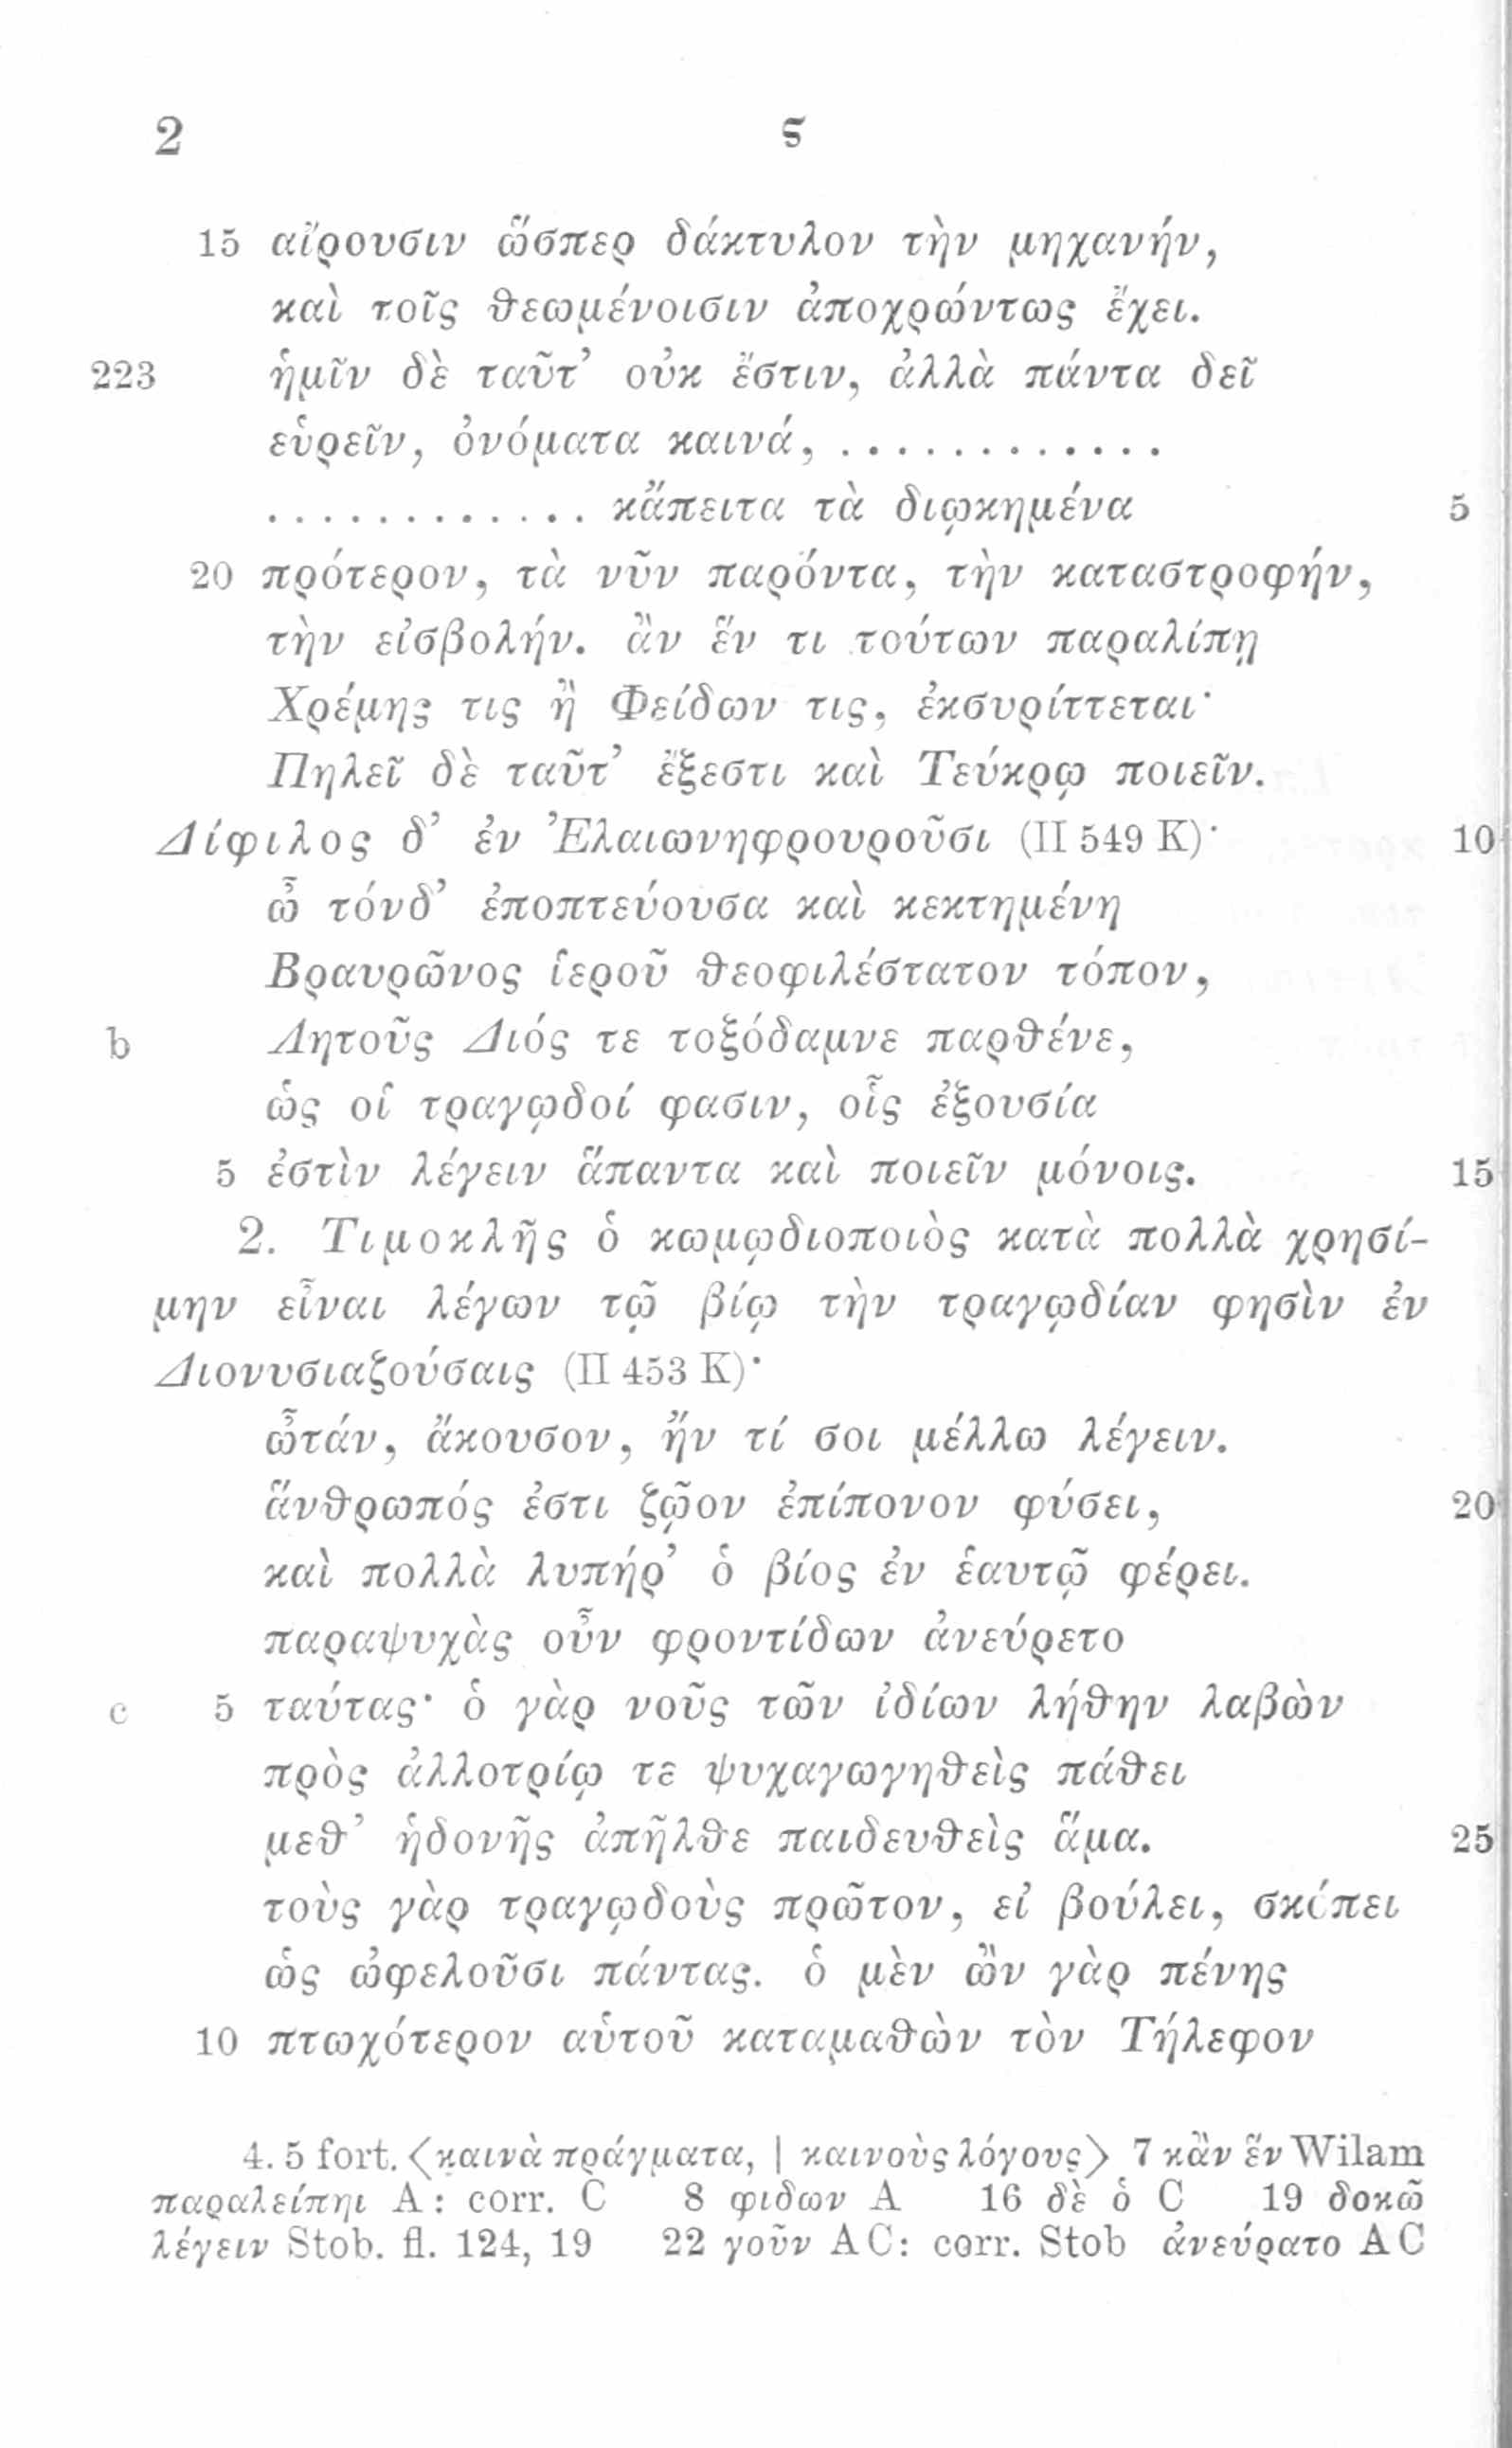 2 ς
15 αἴρουσιν ὥσπερ δάκτυλον τὴν μηχανήν,
καὶ τοῖς θεωμένοισιν ἀποχρώντως ἔχει.
223 ἡμῖν δὲ ταῦτ’ οὐκ ἔστιν, ἀλλὰ πάντα δεῖ
εὑρεῖν, ὀνόματα καινά, . . . . . . . . . . . .
. . . . . . . . . . . . κἄπειτα τὰ διῳκημένα 5
20 πρότερον, τὰ νῦν παρόντα, τὴν καταστροφήν,
τὴν εἰσβολήν. ἂν ἕν τι τούτων παραλίπῃ
Χρέμης τις ἢ Φείδων τις, ἐκσυρίττεται·
Πηλεῖ δὲ ταῦτ’ ἔξεστι καὶ Τεύκρῳ ποιεῖν.
Δίφιλος δ’ ἐν Ἐλαιωνηφρουροῦσι (II 549 K)· 10
ὦ τόνδ’ ἐποπτεύουσα καὶ κεκτημένη
Βραυρῶνος ἱεροῦ θεοφιλέστατον τόπον,
b Λητοῦς Διός τε τοξόδαμνε παρθένε,
ὡς οἱ τραγῳδοί φασιν, οἷς ἐξουσία
5 ἐστὶν λέγειν ἅπαντα καὶ ποιεῖν μόνοις. 15
2. Τιμοκλῆς ὁ κωμῳδιοποιὸς κατὰ πολλὰ χρησί-
μην εἶναι λέγων τῷ βίῳ τὴν τραγῳδίαν φησὶν ἐν
Διονυσιαζούσαις (II 453 K)·
ὦτάν, ἄκουσον, ἤν τί σοι μέλλω λέγειν.
ἅνθρωπός ἐστι ζῷον ἐπίπονον φύσει, 20
καὶ πολλὰ λυπήρ’ ὁ βίος ἐν ἑαυτῷ φέρει.
παραψυχὰς οὖν φροντίδων ἀνεύρετο
c 5 ταύτας· ὁ γὰρ νοῦς τῶν ἰδίων λήθην λαβὼν
πρὸς ἀλλοτρίῳ τε ψυχαγωγηθεὶς πάθει
μεθ’ ἡδονῆς ἀπῆλθε παιδευθεὶς ἅμα. 25
τοὺς γὰρ τραγῳδοὺς πρῶτον, εἰ βούλει, σκόπει
ὡς ὠφελοῦσι πάντας. ὁ μὲν ὢν γὰρ πένης
10 πτωχότερον αὑτοῦ καταμαθὼν τὸν Τήλεφον
4. 5 fort. ⟨καινὰ πράγματα, | καινοὺς λόγους⟩ 7 κἂν ἕν Wilam
παραλείπηι A: corr. C 8 φιδων A 16 δὲ ὁ C 19 δοκῶ
λέγειν Stob. fl. 124, 19 22 γοῦν AC: corr. Stob ἀνεύρατο AC